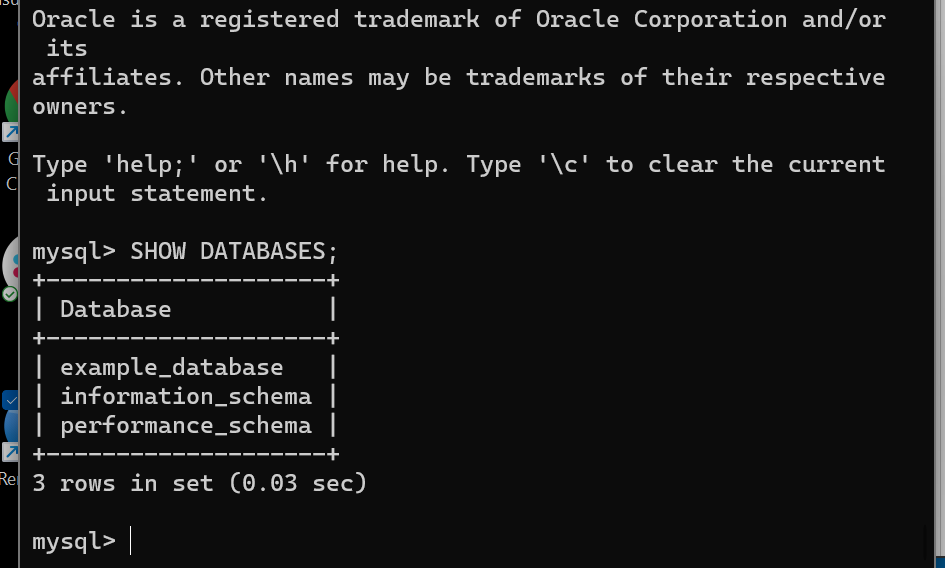 Oracle is a registered trademark of Oracle Corporation and/or
 its
affiliates. Other names may be trademarks of their respective
owners.

Type 'help;' or '\h' for help. Type '\c' to clear the current
 input statement.

mysql> SHOW DATABASES;
+--------------------+
| Database           |
+--------------------+
| example_database   |
| information_schema |
| performance_schema |
+--------------------+
3 rows in set (0.03 sec)

mysql>